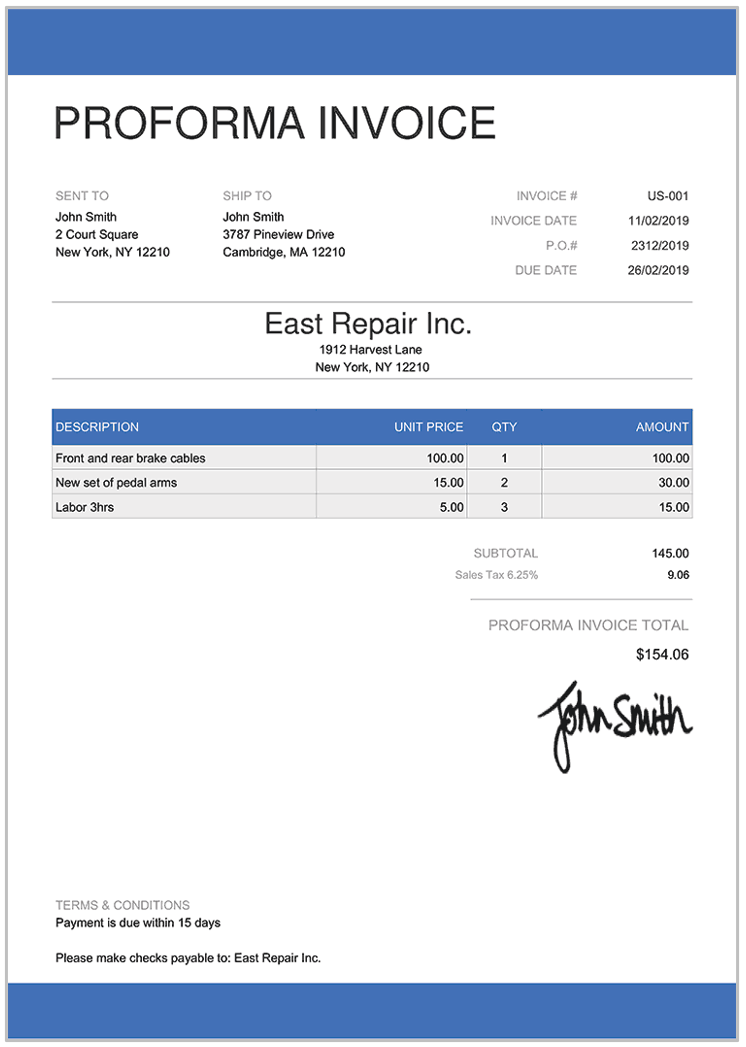 PROFORMA INVOICE
SENT TO
John Smith
2 Court Square
New York, NY 12210
SHIP TO
John Smith
3787 Pineview Drive
Cambridge, MA 12210
INVOICE # US-001
INVOICE DATE 11/02/2019
P.O.# 2312/2019
DUE DATE 26/02/2019
East Repair Inc.
1912 Harvest Lane
New York, NY 12210
DESCRIPTION UNIT PRICE QTY AMOUNT
Front and rear brake cables 100.00 1 100.00
New set of pedal arms 15.00 2 30.00
Labor 3hrs 5.00 3 15.00
SUBTOTAL 145.00
Sales Tax 6.25% 9.06
PROFORMA INVOICE TOTAL
$154.06
John Smith
TERMS & CONDITIONS
Payment is due within 15 days
Please make checks payable to: East Repair Inc.